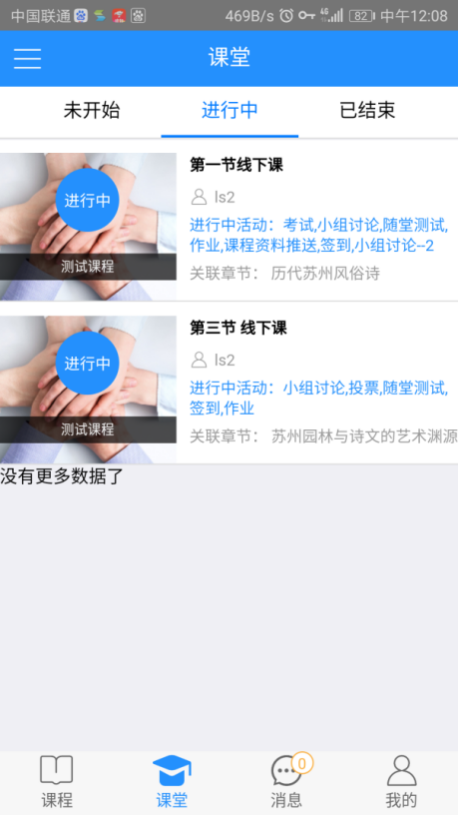 中国联通 469B/s 4G 82 中午12:08
课堂
未开始 进行中 已结束
进行中
测试课程
第一节线下课
ls2
进行中活动：考试,小组讨论,随堂测试,
作业,课程资料推送,签到,小组讨论--2
关联章节： 历代苏州风俗诗
进行中
测试课程
第三节 线下课
ls2
进行中活动：小组讨论,投票,随堂测试,
签到,作业
关联章节： 苏州园林与诗文的艺术渊源
没有更多数据了
0
课程 课堂 消息 我的